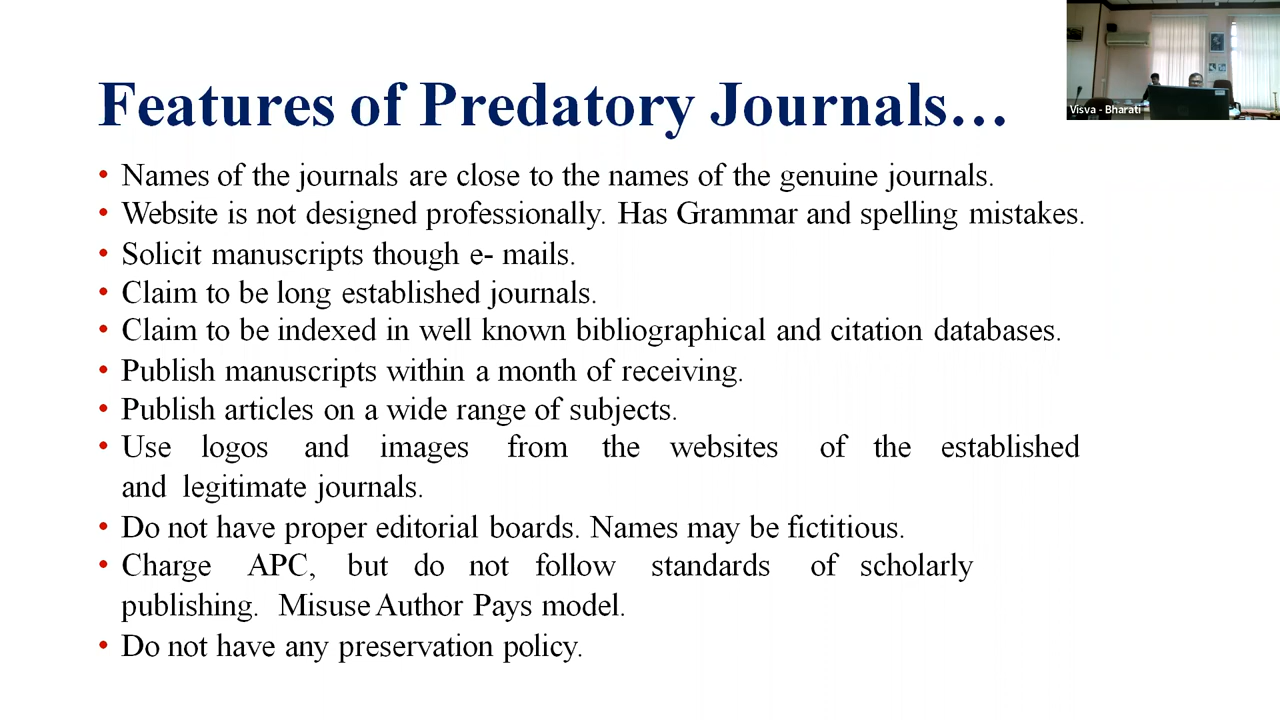 Features of Predatory Journals…
Visva - Bharati
• Names of the journals are close to the names of the genuine journals.
• Website is not designed professionally. Has Grammar and spelling mistakes.
• Solicit manuscripts though e- mails.
• Claim to be long established journals.
• Claim to be indexed in well known bibliographical and citation databases.
• Publish manuscripts within a month of receiving.
• Publish articles on a wide range of subjects.
• Use logos and images from the websites of the established
and legitimate journals.
• Do not have proper editorial boards. Names may be fictitious.
• Charge APC, but do not follow standards of scholarly
publishing. Misuse Author Pays model.
• Do not have any preservation policy.